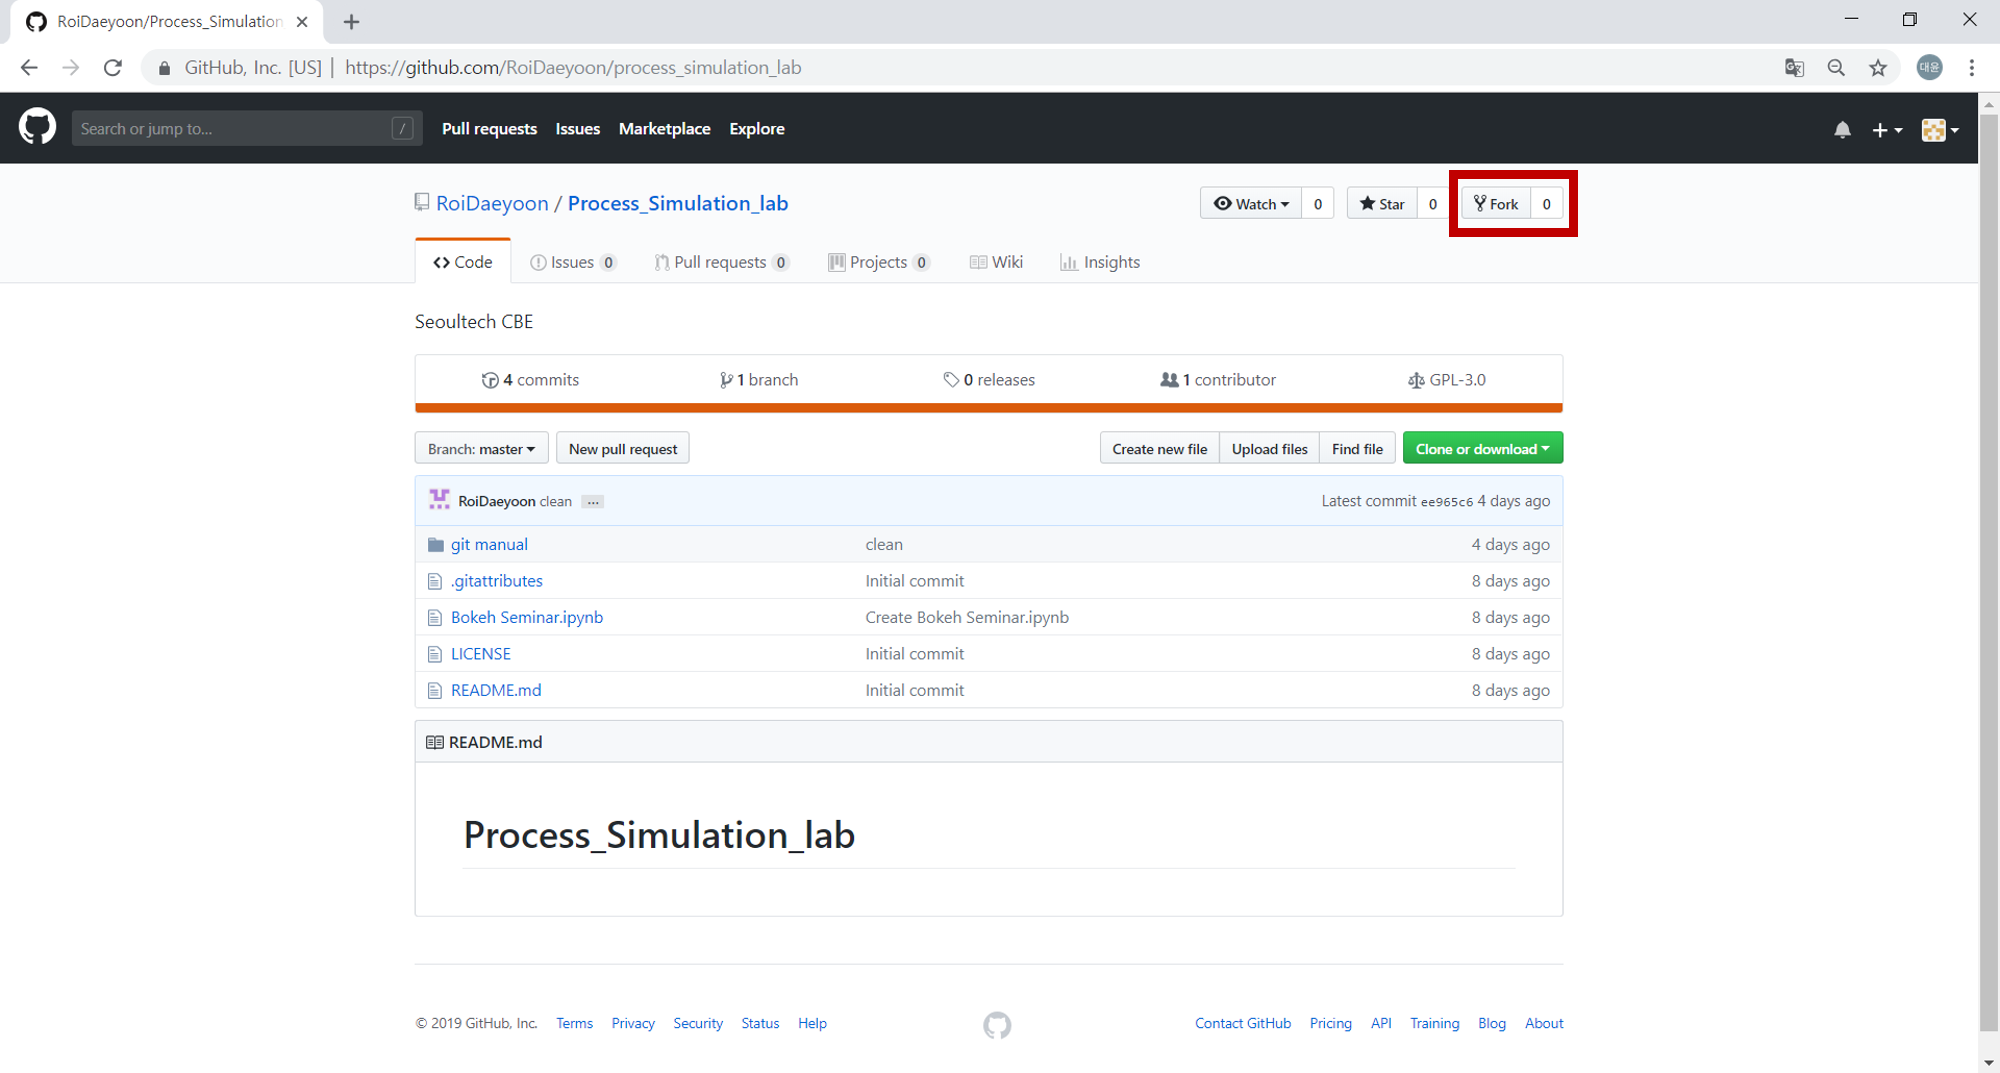 RoiDaeyoon/Process_Simulation
GitHub, Inc. [US] | https://github.com/RoiDaeyoon/process_simulation_lab
대윤
Search or jump to... / Pull requests Issues Marketplace Explore
RoiDaeyoon / Process_Simulation_lab Watch 0 Star 0 Fork 0
Code Issues 0 Pull requests 0 Projects 0 Wiki Insights
Seoultech CBE
4 commits 1 branch 0 releases 1 contributor GPL-3.0
Branch: master New pull request Create new file Upload files Find file Clone or download
RoiDaeyoon clean ... Latest commit ee965c6 4 days ago
git manual clean 4 days ago
.gitattributes Initial commit 8 days ago
Bokeh Seminar.ipynb Create Bokeh Seminar.ipynb 8 days ago
LICENSE Initial commit 8 days ago
README.md Initial commit 8 days ago
README.md
Process_Simulation_lab
© 2019 GitHub, Inc. Terms Privacy Security Status Help Contact GitHub Pricing API Training Blog About